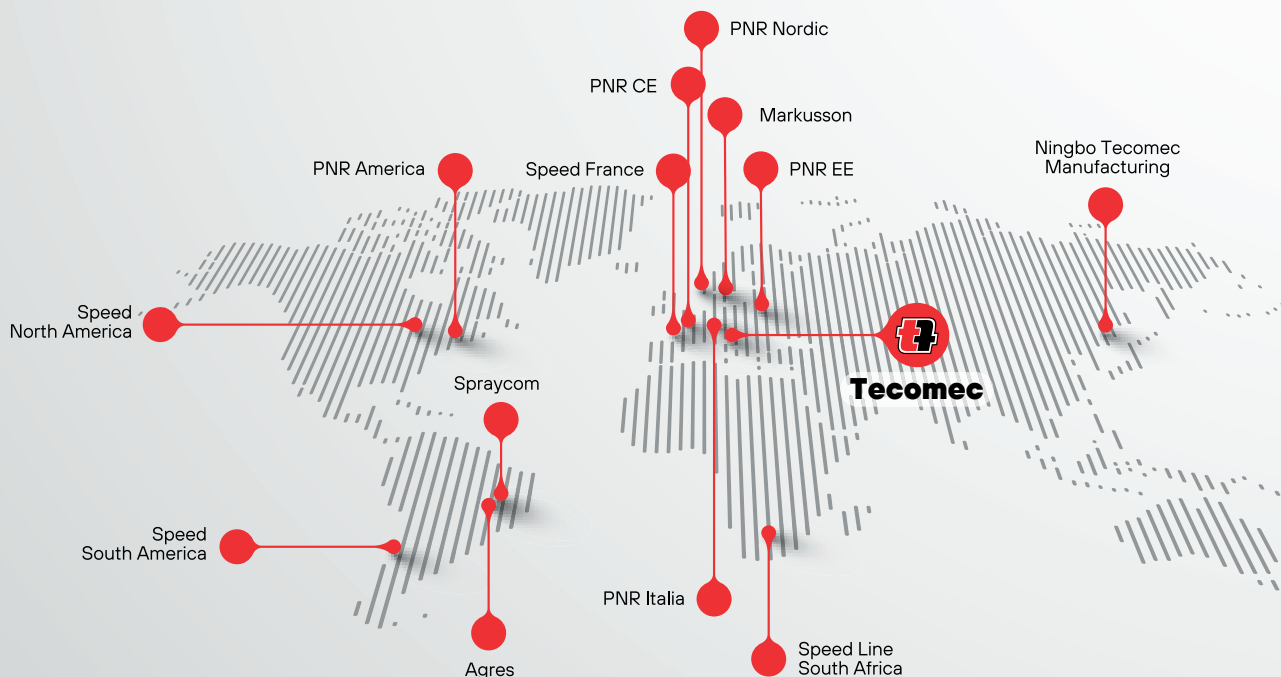 PNR Nordic
PNR CE
Markusson
PNR America
Speed France
PNR EE
Ningbo Tecomec
Manufacturing
Speed
North America
Tecomec
Spraycom
Speed
South America
PNR Italia
Speed Line
South Africa
Agres